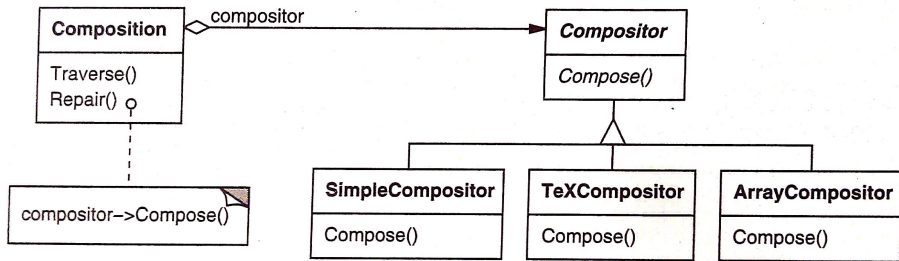 Composition
Traverse()
Repair()
compositor
Compositor
Compose()
compositor->Compose()
SimpleCompositor
Compose()
TeXCompositor
Compose()
ArrayCompositor
Compose()